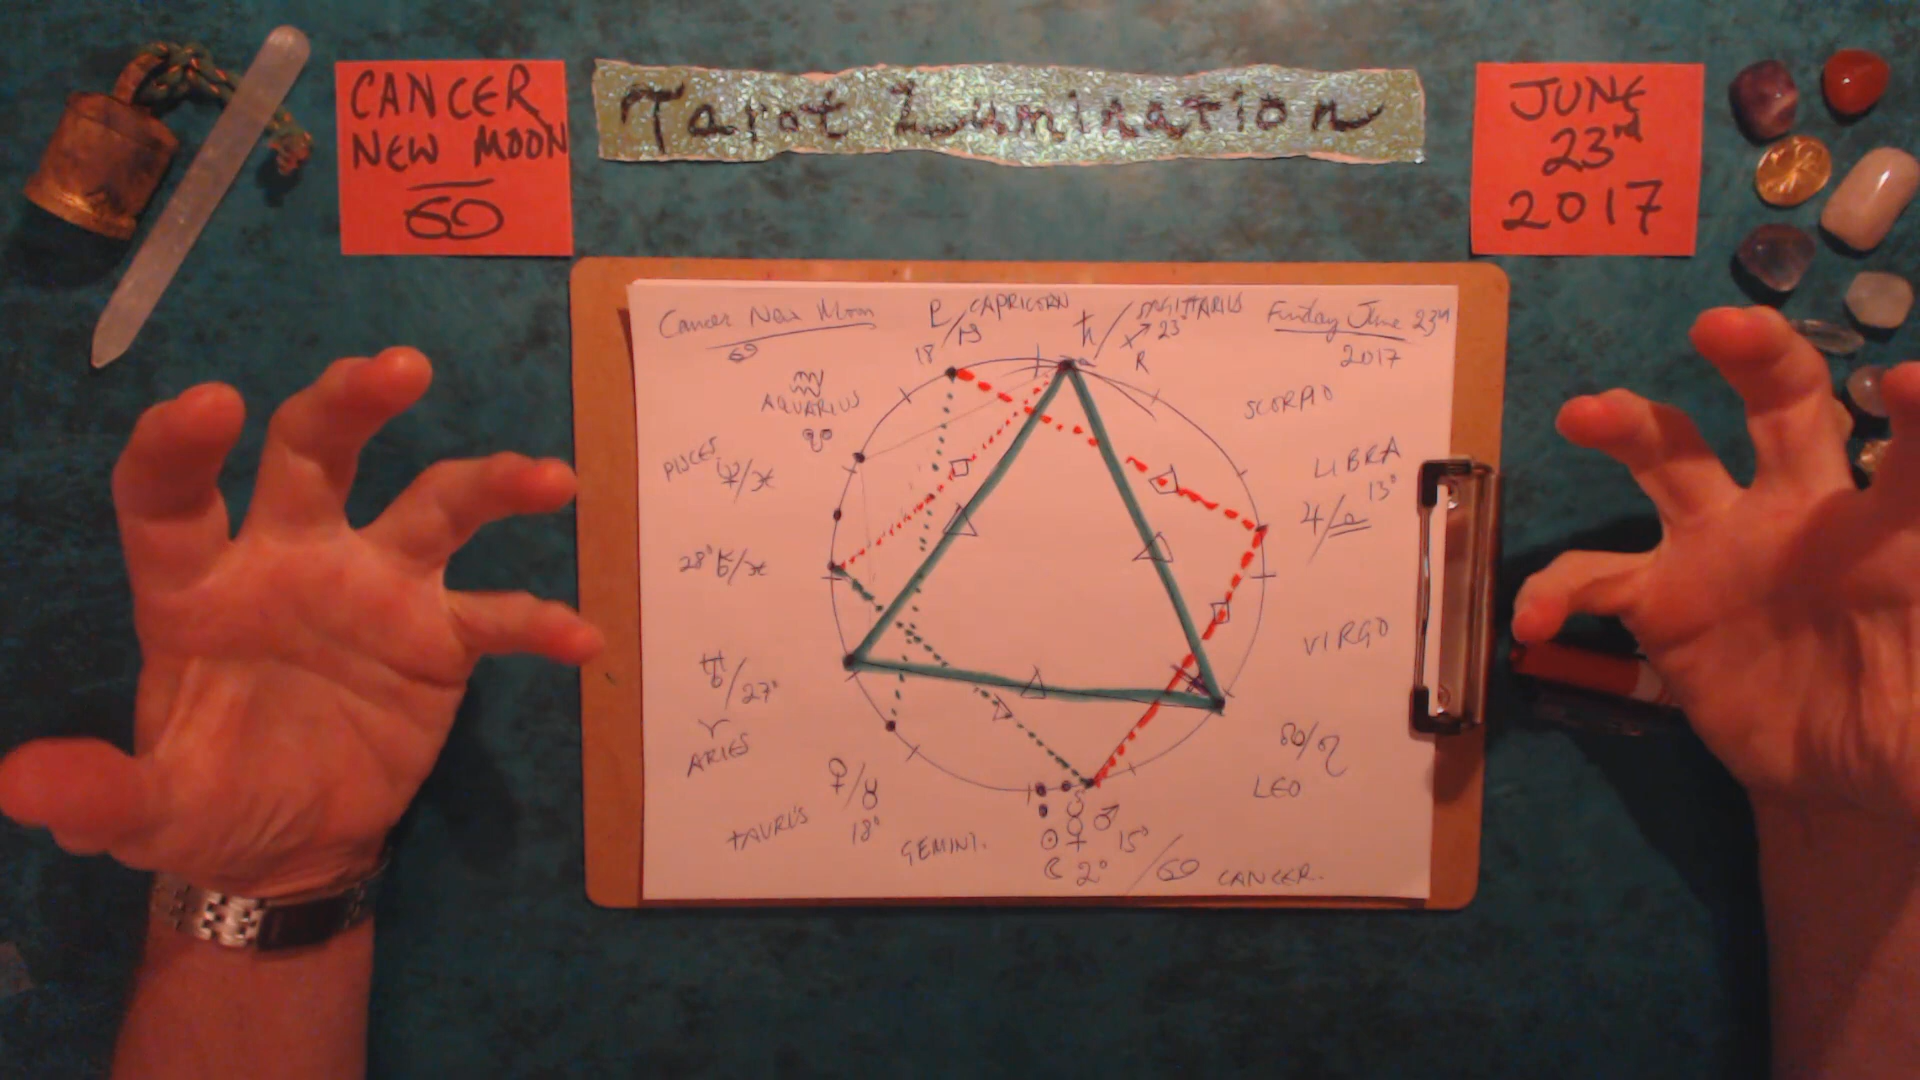 CANCER
NEW MOON
♋
Tarot Lumination
JUNE
23rd
2017
Cancer New Moon
♋
P/♑ CAPRICORN
18
♄/SAGITTARIUS
♐ 23°
R
Friday June 23rd
2017
♒
AQUARIUS
☋
SCORPIO
PISCES
♆/♓
LIBRA
13°
♃/♎
28° ⚷/♓
VIRGO
♅/27°
♈
ARIES
☊/♌
LEO
♀/♉
TAURUS
18°
GEMINI.
☉ ☿ ♂ 15°
☾ 2° /♋ CANCER.